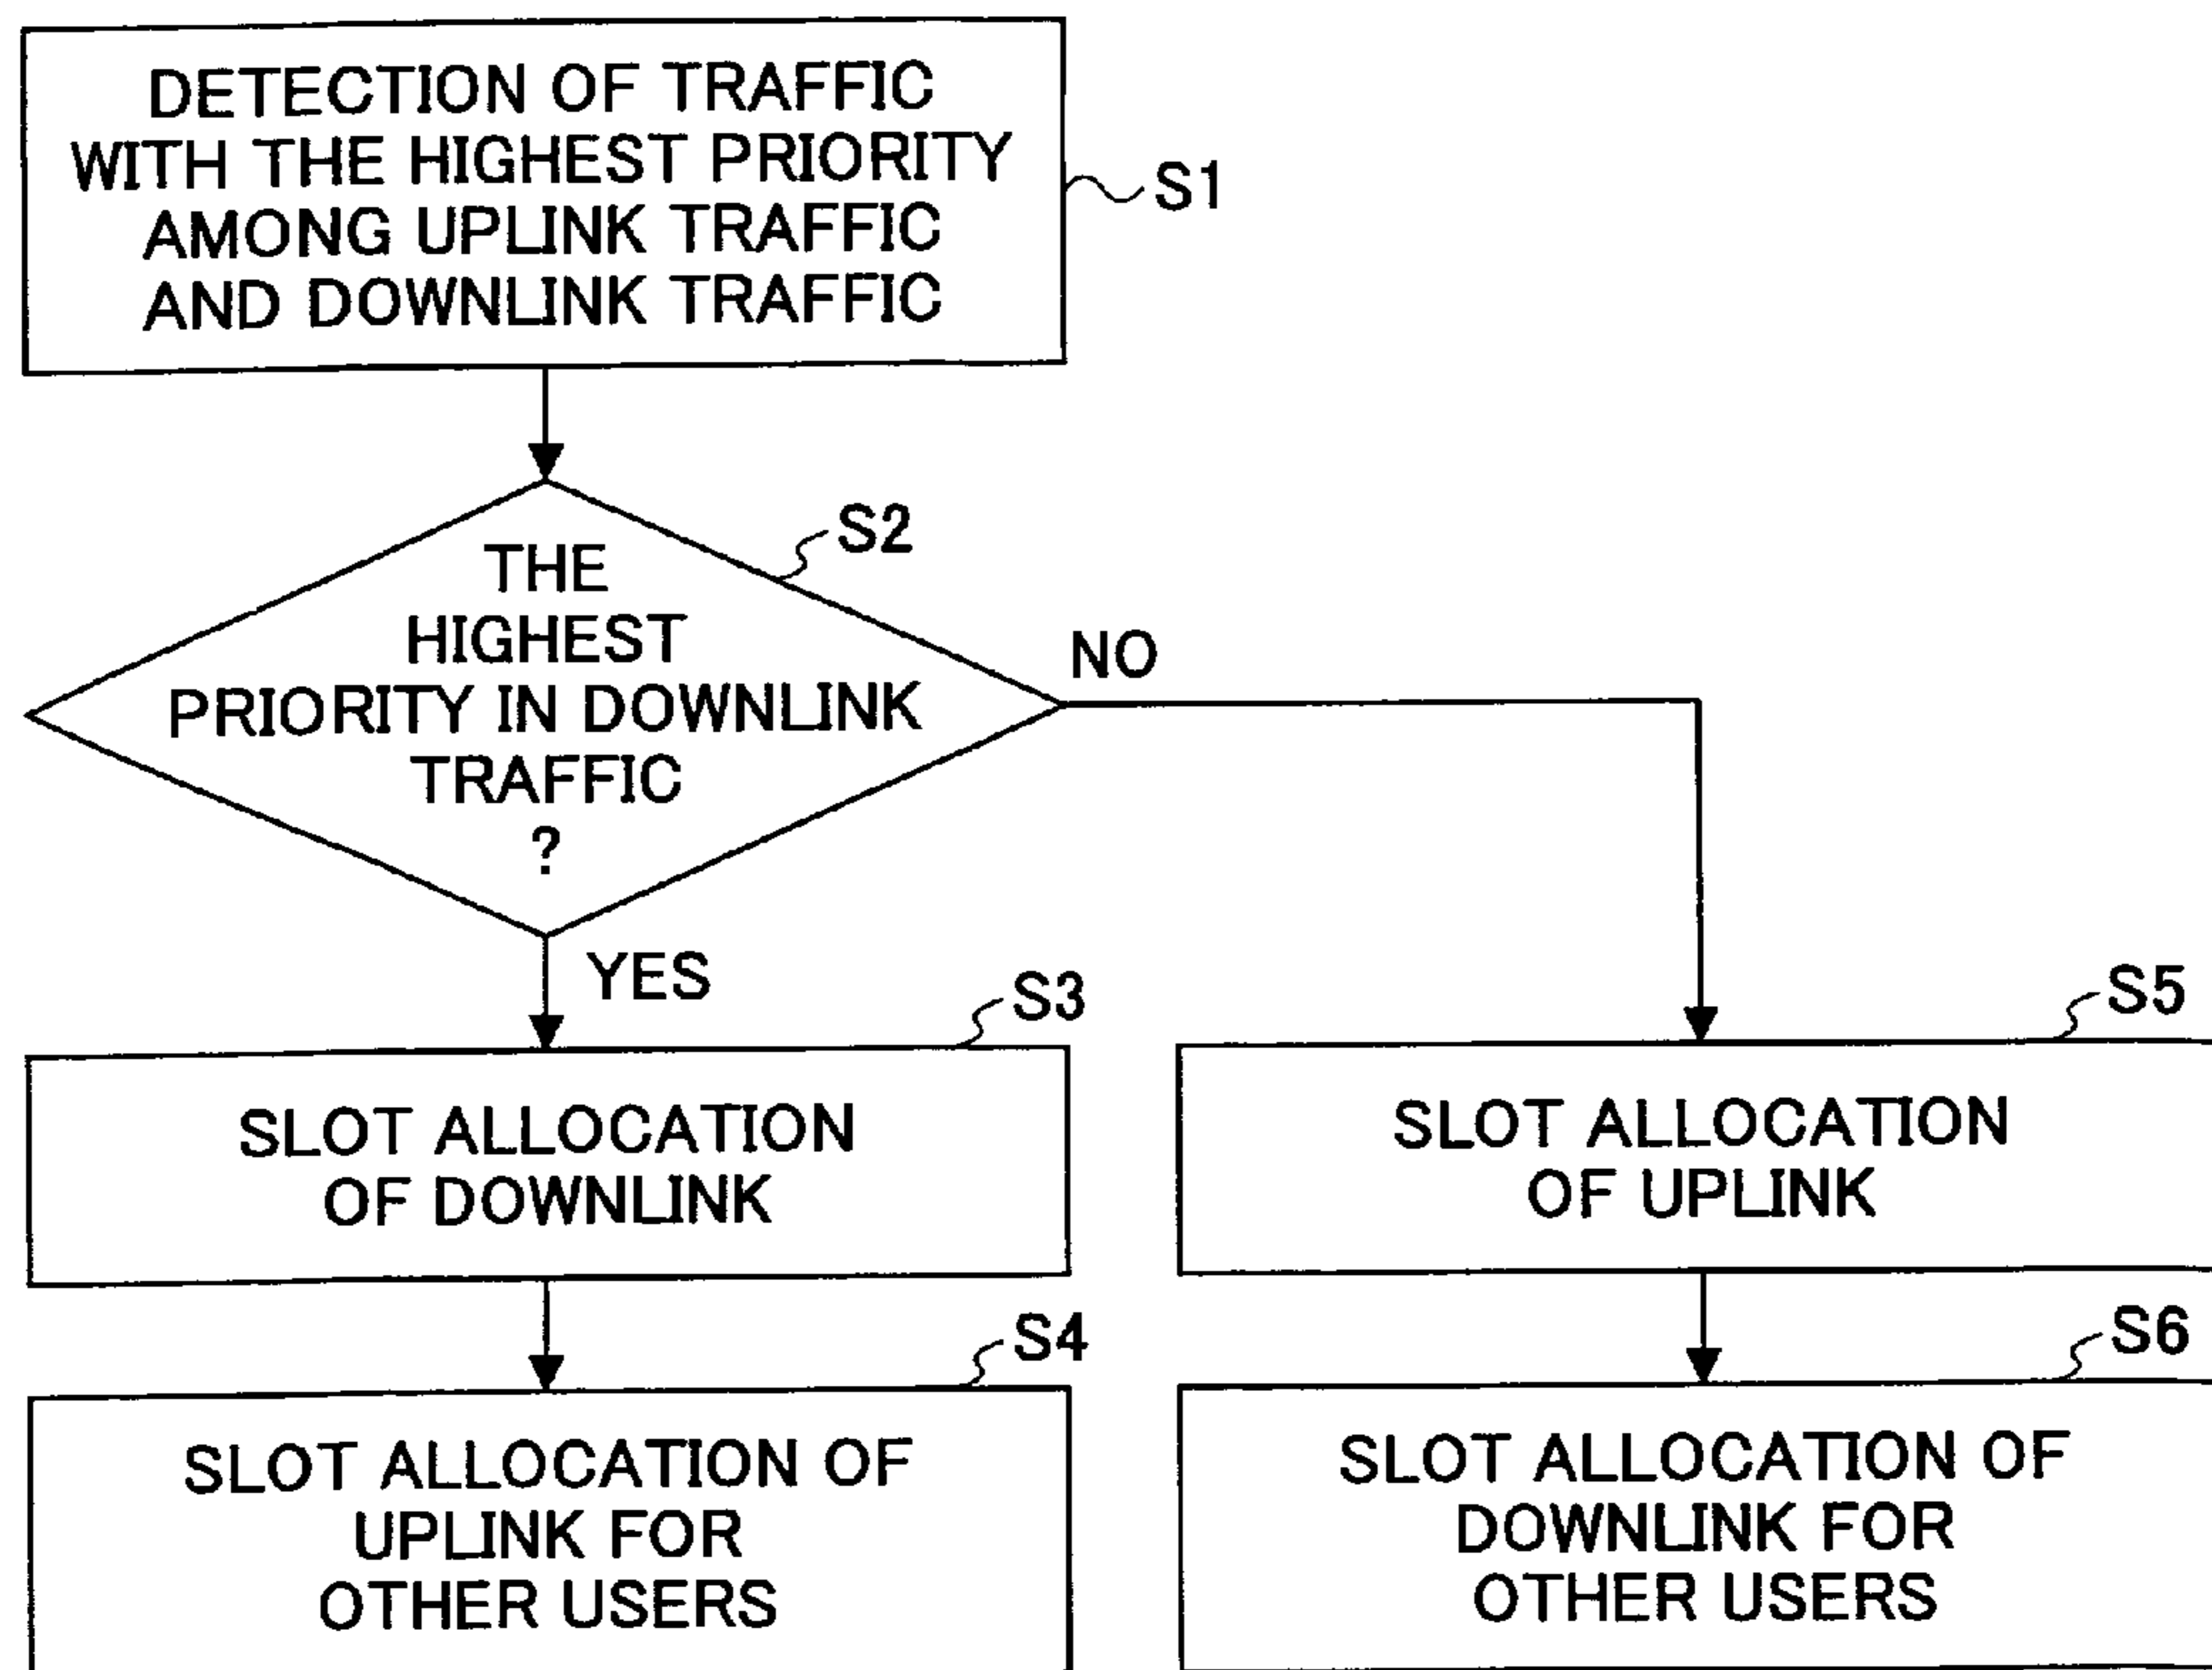 DETECTION OF TRAFFIC
WITH THE HIGHEST PRIORITY
AMONG UPLINK TRAFFIC
AND DOWNLINK TRAFFIC
S1
S2
THE
HIGHEST
PRIORITY IN DOWNLINK
TRAFFIC
?
NO
YES
S3
SLOT ALLOCATION
OF DOWNLINK
S5
SLOT ALLOCATION
OF UPLINK
S4
SLOT ALLOCATION OF
UPLINK FOR
OTHER USERS
S6
SLOT ALLOCATION OF
DOWNLINK FOR
OTHER USERS